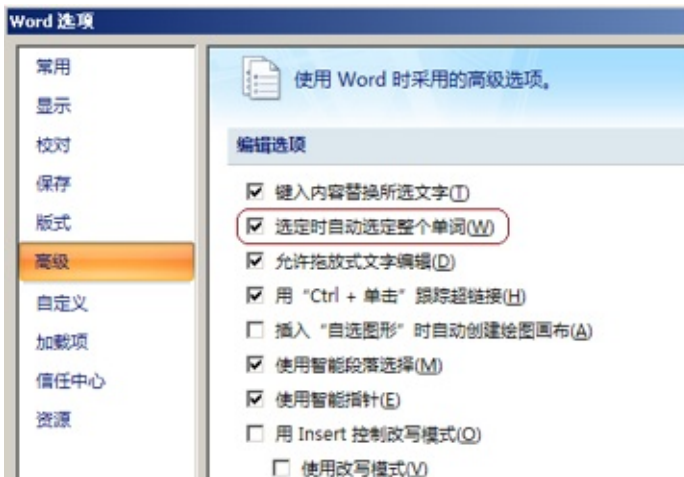 Word 选项
常用
显示
校对
保存
版式
高级
自定义
加载项
信任中心
资源
使用 Word 时采用的高级选项。
编辑选项
键入内容替换所选文字(T)
选定时自动选定整个单词(W)
允许拖放式文字编辑(D)
用“Ctrl + 单击”跟踪超链接(H)
插入“自选图形”时自动创建绘图画布(A)
使用智能段落选择(M)
使用智能指针(E)
用 Insert 控制改写模式(O)
使用改写模式(V)